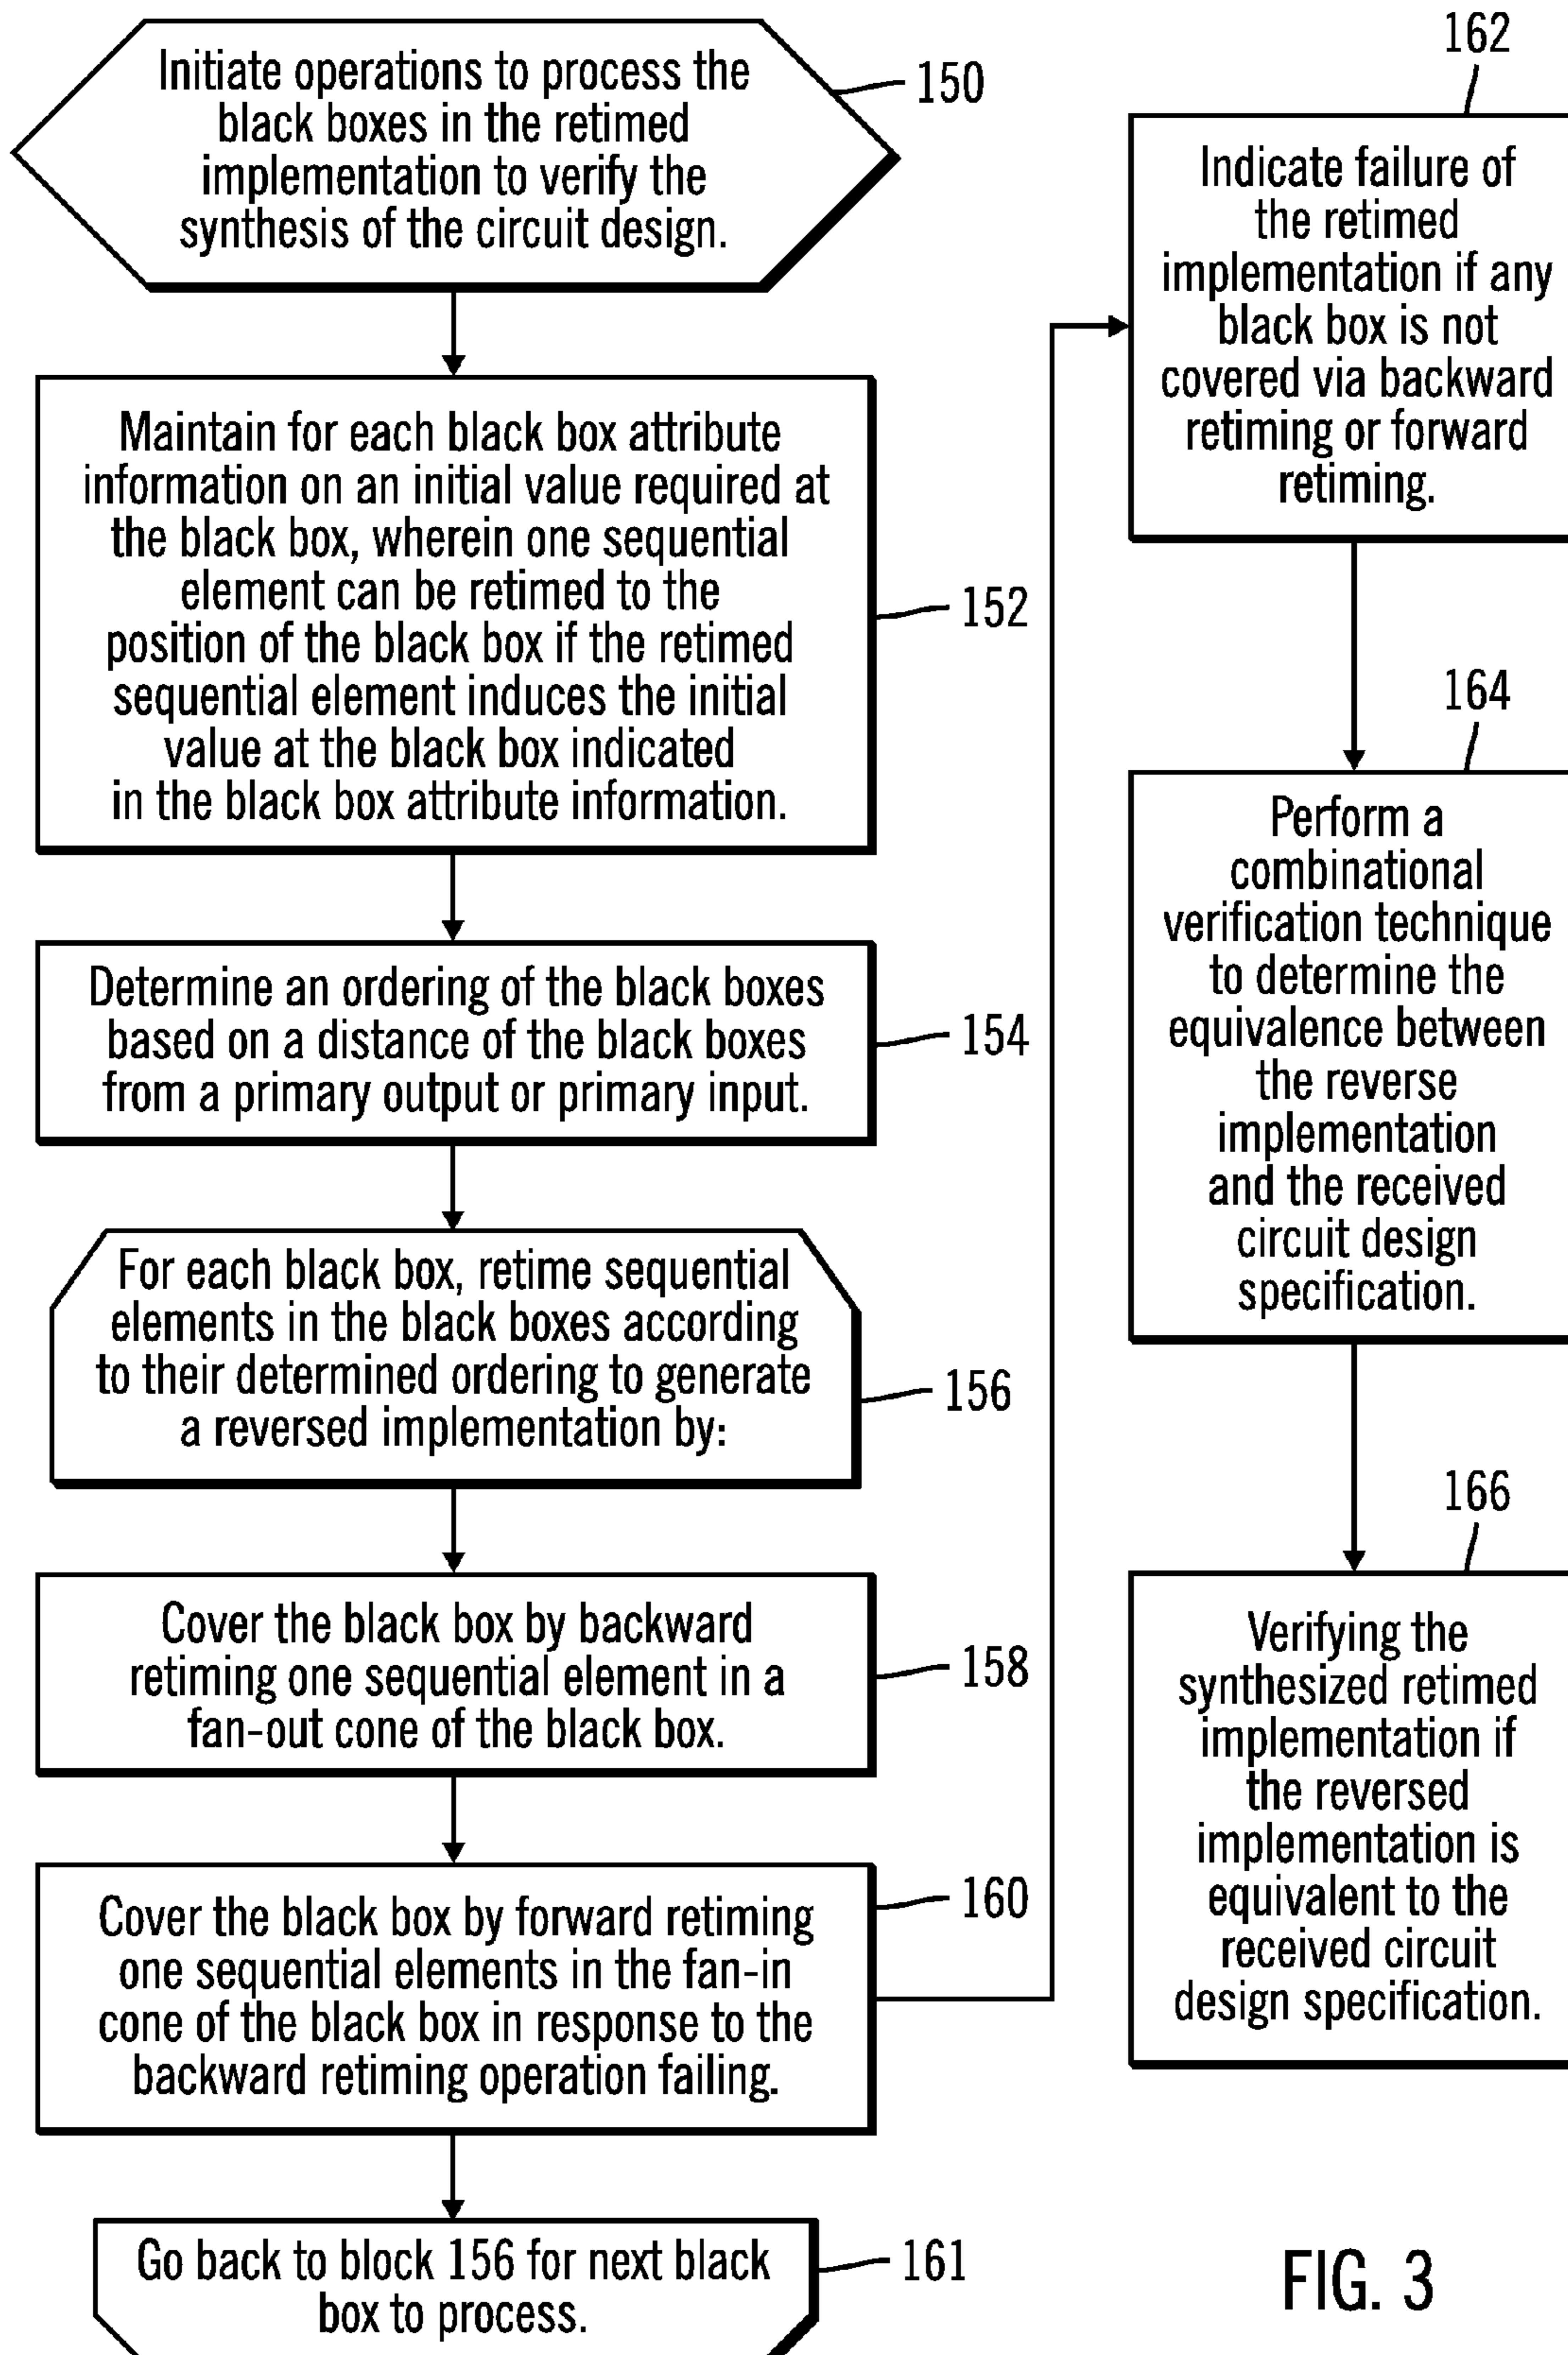 Initiate operations to process the
black boxes in the retimed
implementation to verify the
synthesis of the circuit design.
150
Maintain for each black box attribute
information on an initial value required at
the black box, wherein one sequential
element can be retimed to the
position of the black box if the retimed
sequential element induces the initial
value at the black box indicated
in the black box attribute information.
152
Determine an ordering of the black boxes
based on a distance of the black boxes
from a primary output or primary input.
154
For each black box, retime sequential
elements in the black boxes according
to their determined ordering to generate
a reversed implementation by:
156
Cover the black box by backward
retiming one sequential element in a
fan-out cone of the black box.
158
Cover the black box by forward retiming
one sequential elements in the fan-in
cone of the black box in response to the
backward retiming operation failing.
160
Go back to block 156 for next black
box to process.
161
162
Indicate failure of
the retimed
implementation if any
black box is not
covered via backward
retiming or forward
retiming.
164
Perform a
combinational
verification technique
to determine the
equivalence between
the reverse
implementation
and the received
circuit design
specification.
166
Verifying the
synthesized retimed
implementation if
the reversed
implementation is
equivalent to the
received circuit
design specification.
FIG. 3